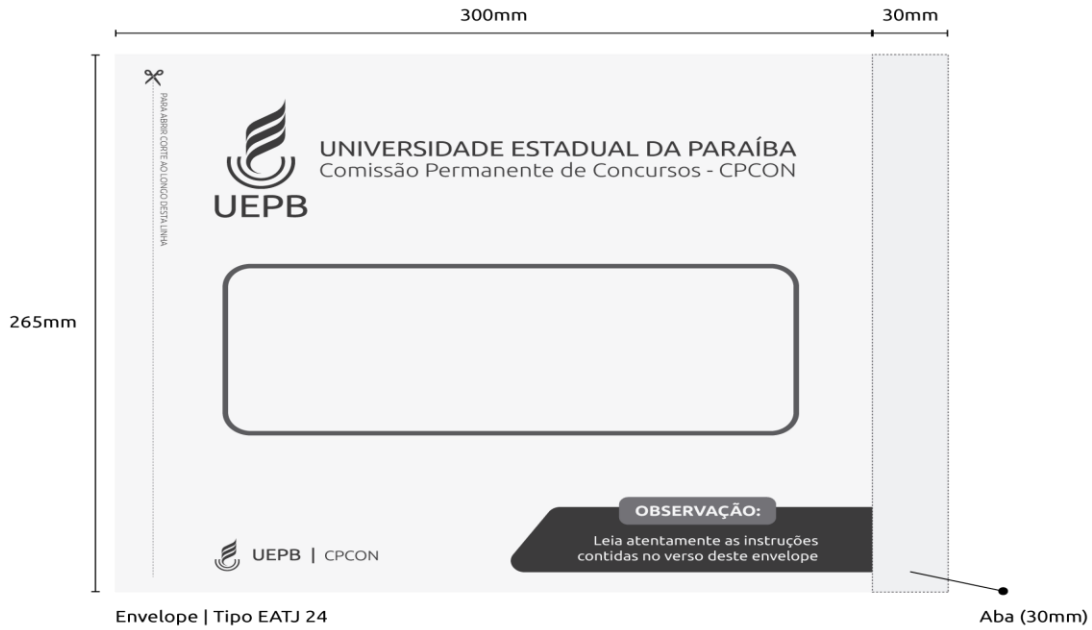 300mm
30mm
PARA ABRIR CORTE AO LONGO DESTA LINHA
UNIVERSIDADE ESTADUAL DA PARAÍBA
Comissão Permanente de Concursos - CPCON
UEPB
265mm
OBSERVAÇÃO:
Leia atentamente as instruções
contidas no verso deste envelope
UEPB | CPCON
Envelope | Tipo EATJ 24
Aba (30mm)